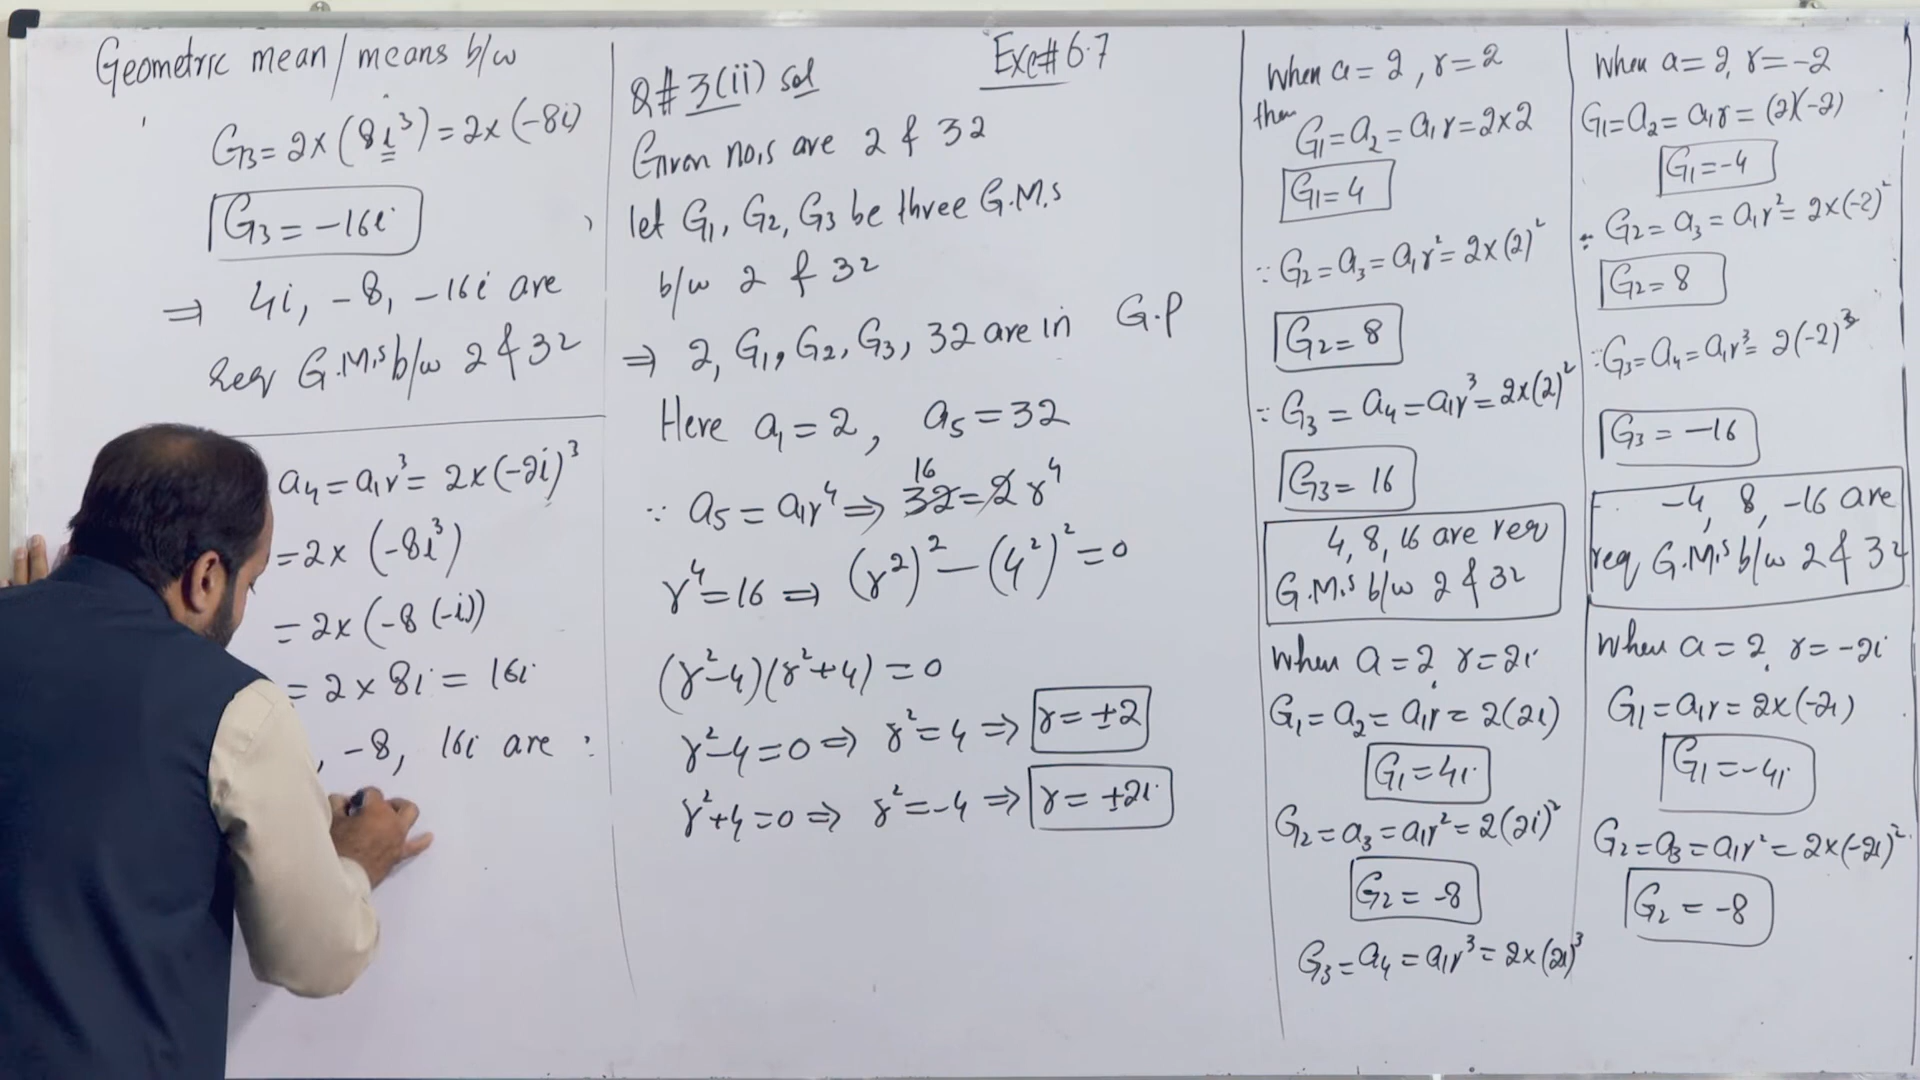 Geometric mean/means b/w
G3 = 2×(8i³) = 2×(-8i)
G3 = -16i
⇒ 4i, -8, -16i are
req G.M,s b/w 2 & 32
a4 = a1r³ = 2×(-2i)³
= 2× (-8i³)
= 2× (-8 (-i))
= 2 × 8i = 16i
, -8, 16i are
Exe# 6.7
Q# 3(ii) sol
Given no,s are 2 & 32
let G1, G2, G3 be three G.M.s
b/w 2 & 32
⇒ 2, G1, G2, G3, 32 are in G.P
Here a1 = 2, a5 = 32
16
∵ a5 = a1r⁴ ⇒ 32 = 2r⁴
r⁴ = 16 ⇒ (r²)² - (4²)² = 0
(r²-4)(r²+4) = 0
r²-4 = 0 ⇒ r² = 4 ⇒ r = ±2
r²+4 = 0 ⇒ r² = -4 ⇒ r = ±2i
When a = 2, r = 2
then G1 = a2 = a1r = 2×2
G1 = 4
∵ G2 = a3 = a1r² = 2×(2)²
G2 = 8
∵ G3 = a4 = a1r³ = 2×(2)²
G3 = 16
4, 8, 16 are rer
G.M,s b/w 2 & 32
When a = 2, r = 2i
G1 = a2 = a1r = 2(2i)
G1 = 4i
G2 = a3 = a1r² = 2(2i)²
G2 = -8
G3 = a4 = a1r³ = 2×(2i)³
When a = 2, r = -2
G1 = a2 = a1r = (2)(-2)
G1 = -4
∵ G2 = a3 = a1r² = 2×(-2)²
G2 = 8
∵ G3 = a4 = a1r³ = 2(-2)³
G3 = -16
-4, 8, -16 are
req G.M,s b/w 2 & 32
When a = 2, r = -2i
G1 = a1r = 2×(-2i)
G1 = -4i
G2 = a3 = a1r² = 2×(-2i)²
G2 = -8